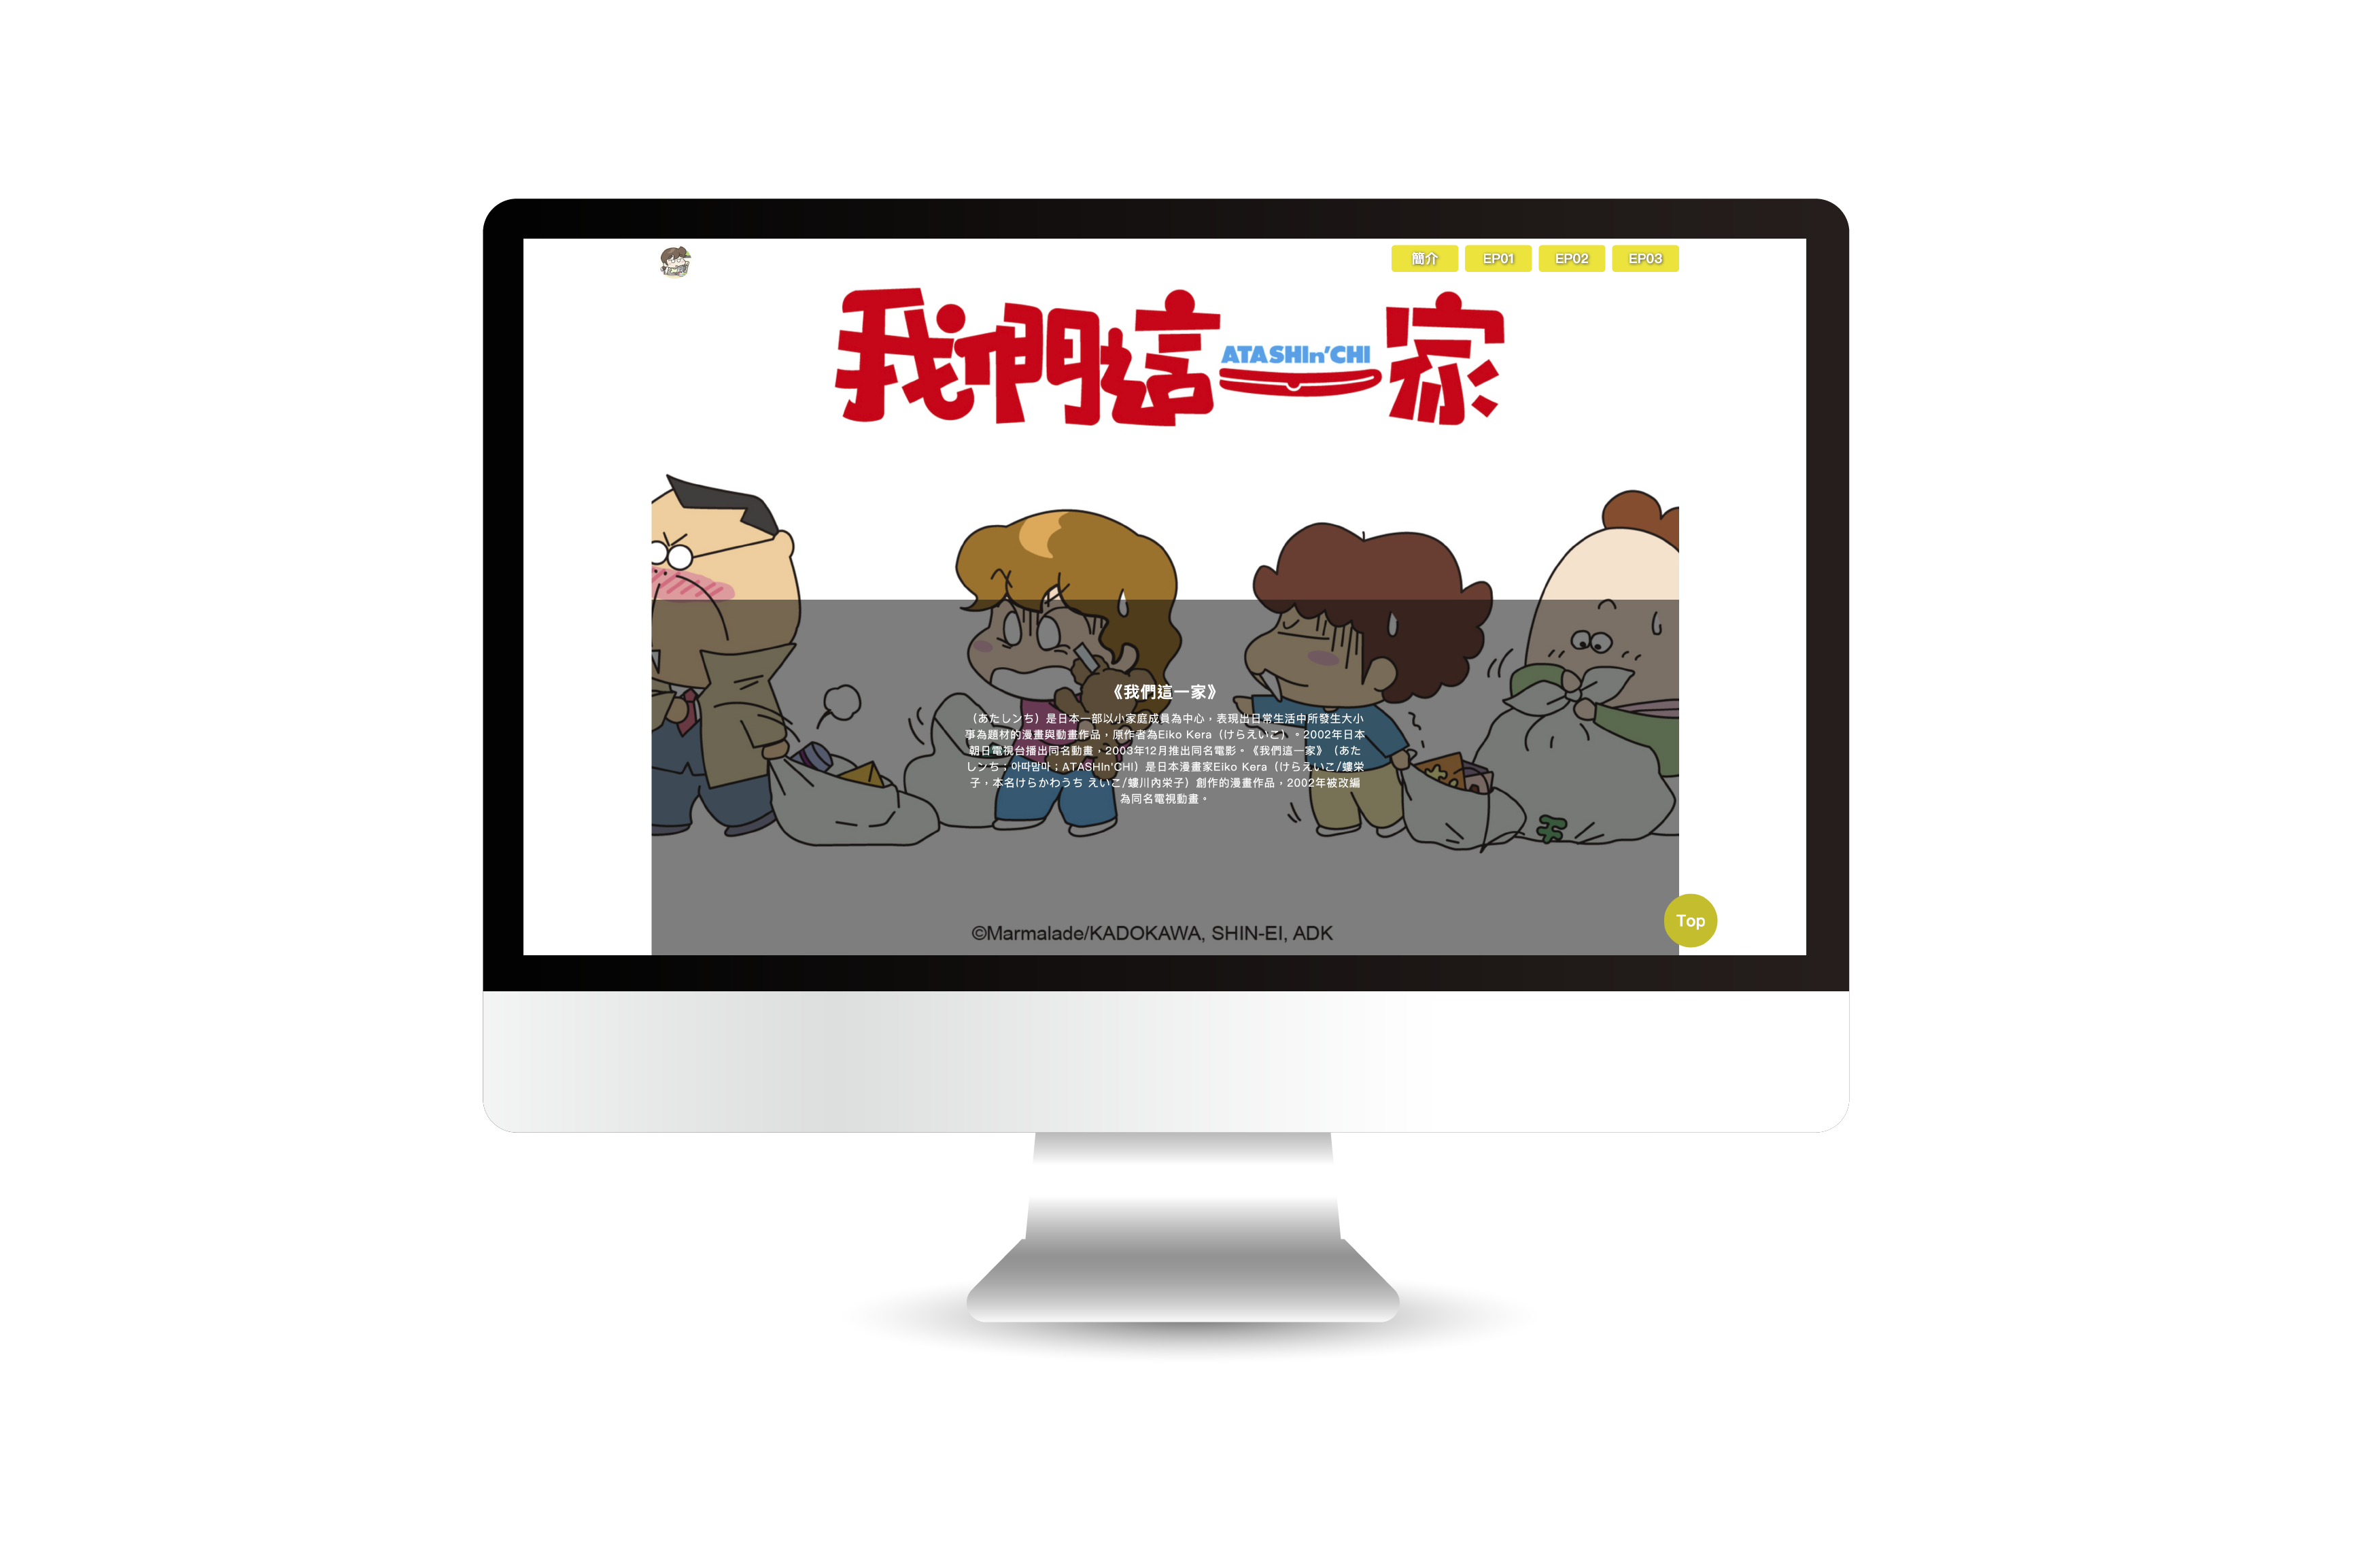 簡介
EP01
EP02
EP03
我們這一家
ATASHIn'CHI
《我們這一家》
（あたしンち）是日本一部以小家庭成員為中心，表現出日常生活中所發生大小
事為題材的漫畫與動畫作品，原作者為Eiko Kera（けらえいこ）。2002年日本
朝日電視台播出同名動畫，2003年12月推出同名電影。《我們這一家》（あた
しンち；아따맘마；ATASHIn'CHI）是日本漫畫家Eiko Kera（けらえいこ/螻栄
子，本名けらかわうち えいこ/螻川內栄子）創作的漫畫作品，2002年被改編
為同名電視動畫。
Top
©Marmalade/KADOKAWA, SHIN-EI, ADK